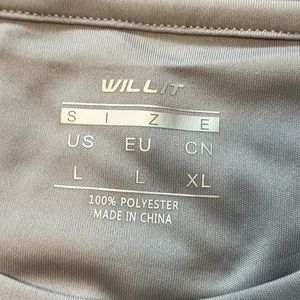 WILLIT
SIZE
US EU CN
L L XL
100% POLYESTER
MADE IN CHINA